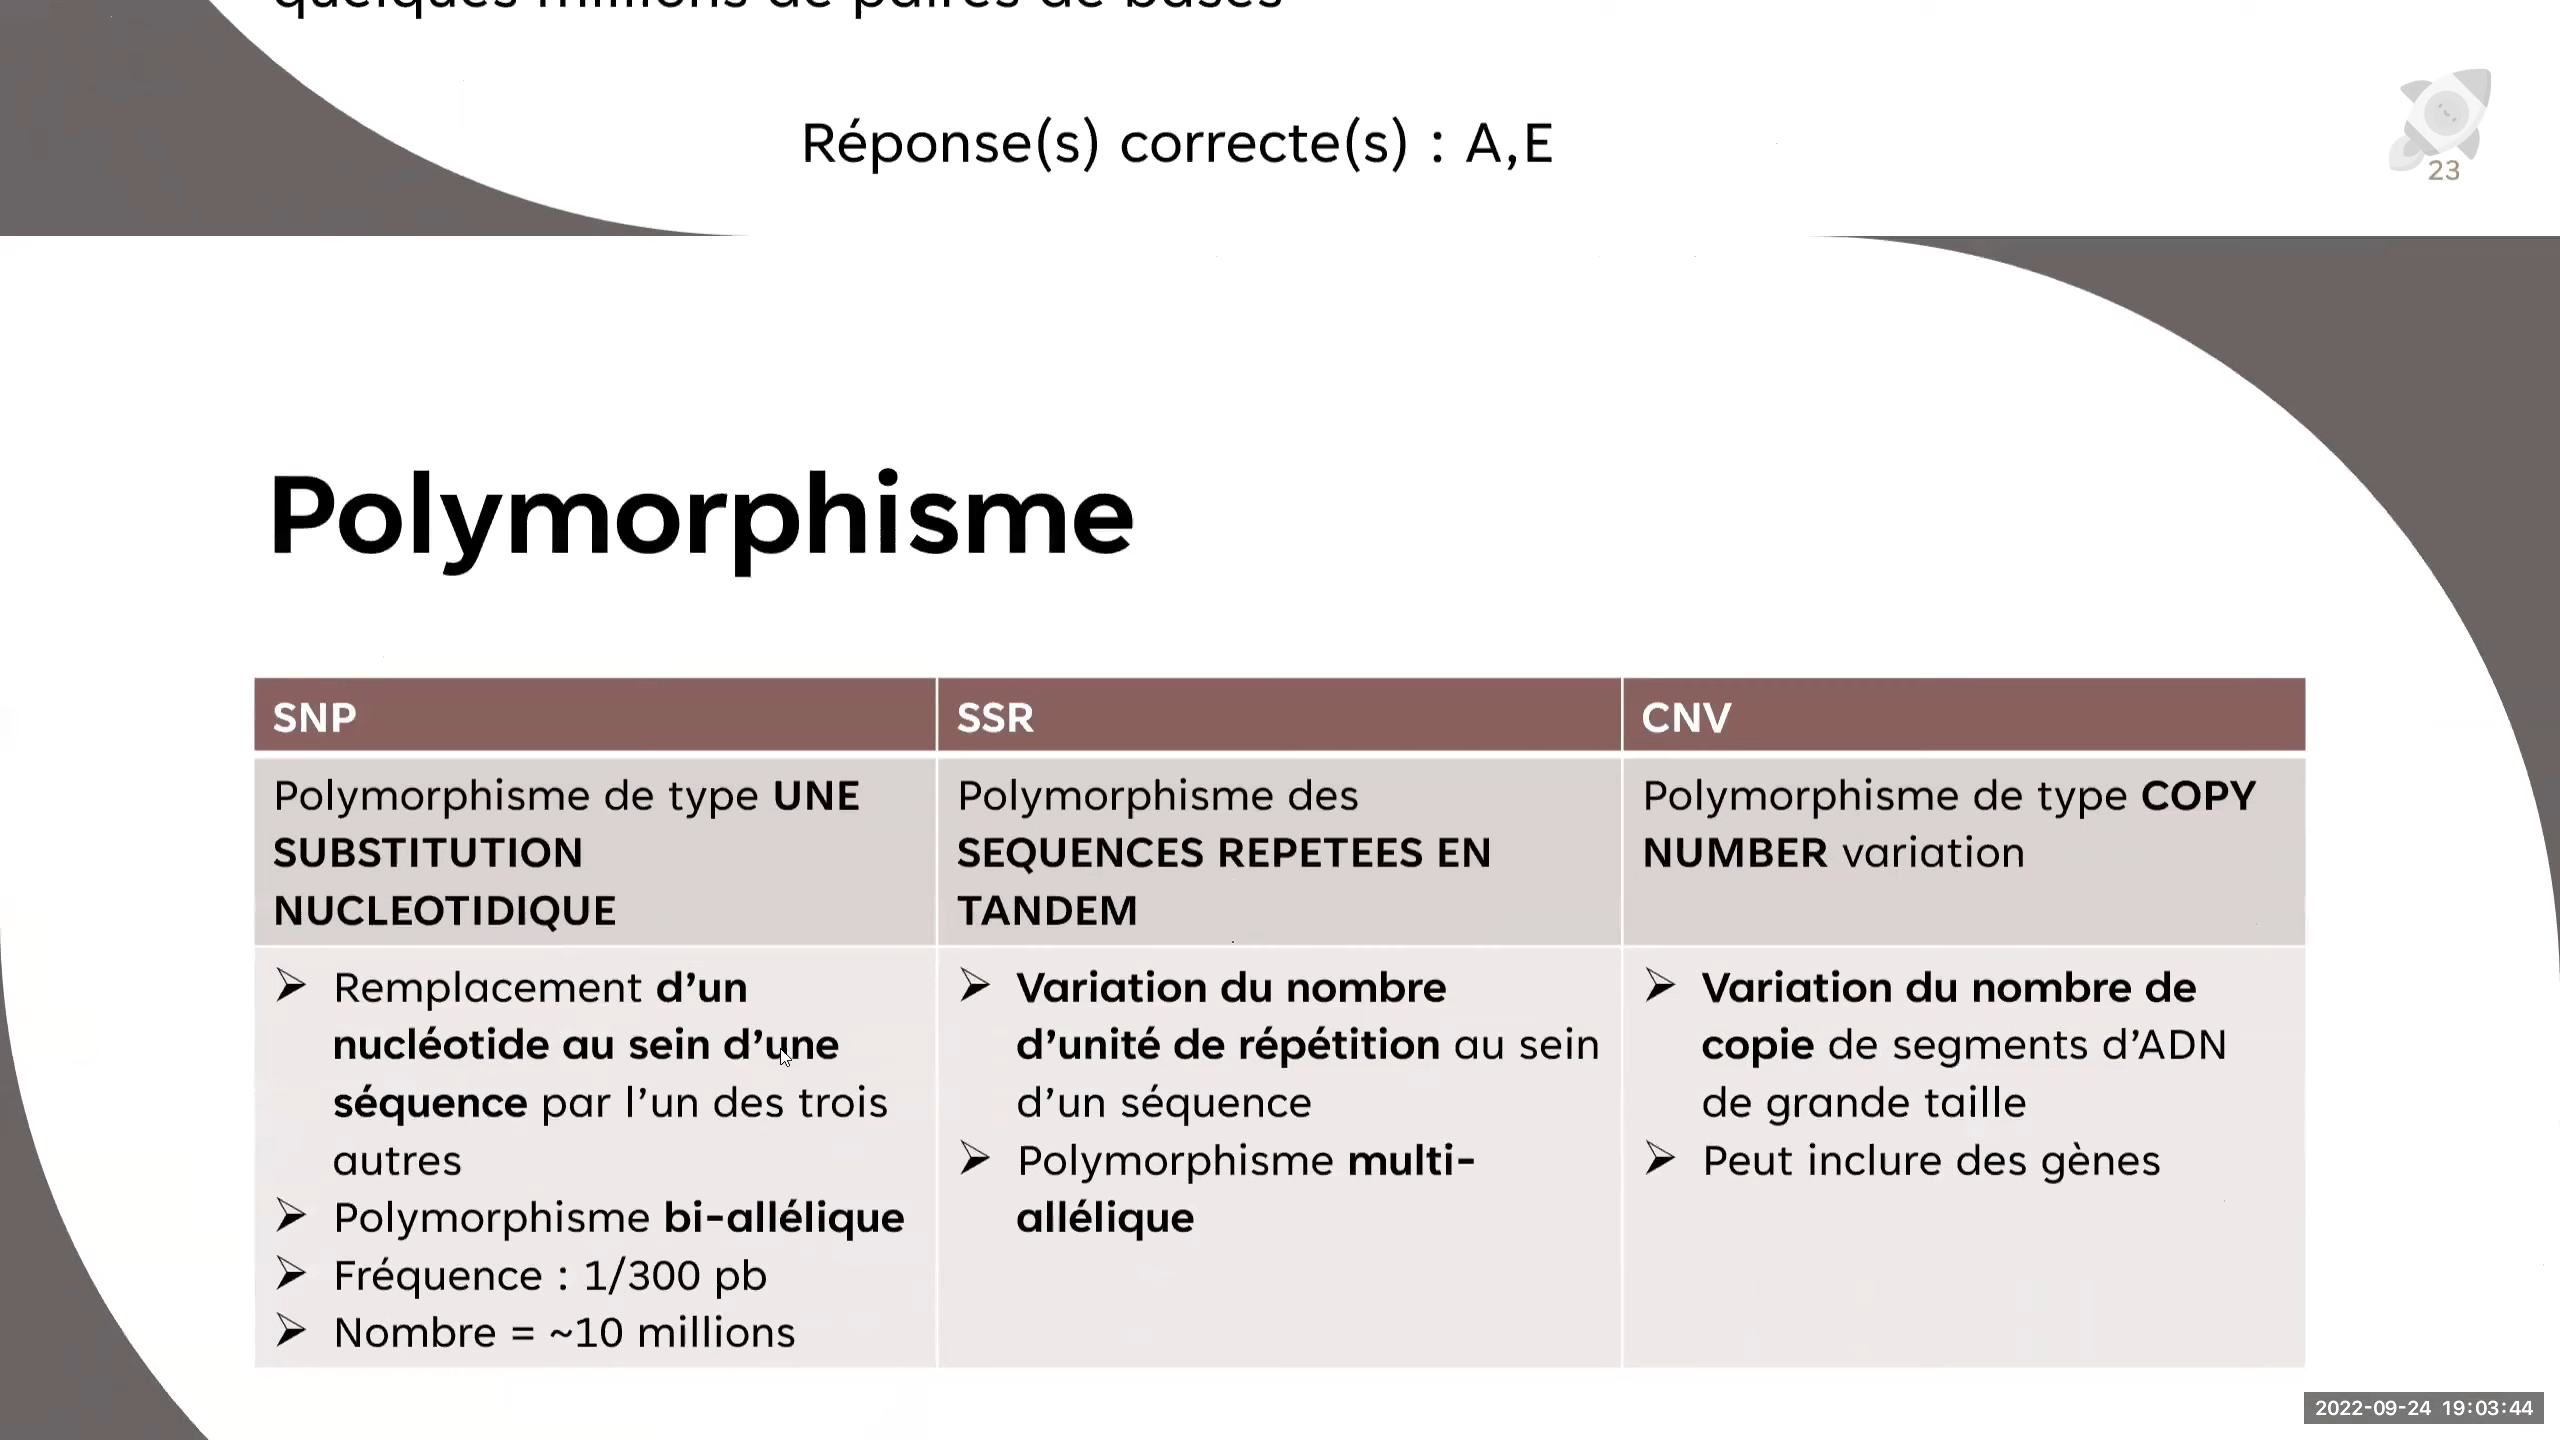 quelques millions de paires de bases
Réponse(s) correcte(s) : A,E
23
Polymorphisme
SNP
Polymorphisme de type UNE
SUBSTITUTION
NUCLEOTIDIQUE
➢ Remplacement d’un
nucléotide au sein d’une
séquence par l’un des trois
autres
➢ Polymorphisme bi-allélique
➢ Fréquence : 1/300 pb
➢ Nombre = ~10 millions
SSR
Polymorphisme des
SEQUENCES REPETEES EN
TANDEM
➢ Variation du nombre
d’unité de répétition au sein
d’un séquence
➢ Polymorphisme multi-
allélique
CNV
Polymorphisme de type COPY
NUMBER variation
➢ Variation du nombre de
copie de segments d’ADN
de grande taille
➢ Peut inclure des gènes
2022-09-24 19:03:44